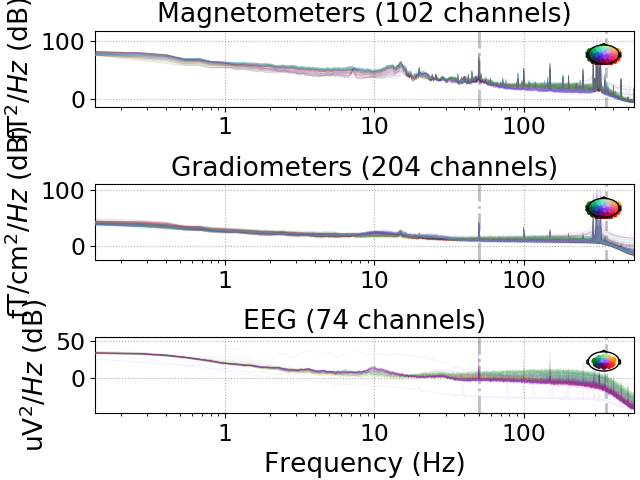 Magnetometers (102 channels)
fT²/Hz (dB)
100
0
1
10
100
Gradiometers (204 channels)
fT/cm²/Hz (dB)
100
0
1
10
100
EEG (74 channels)
uV²/Hz (dB)
50
0
1
10
100
Frequency (Hz)